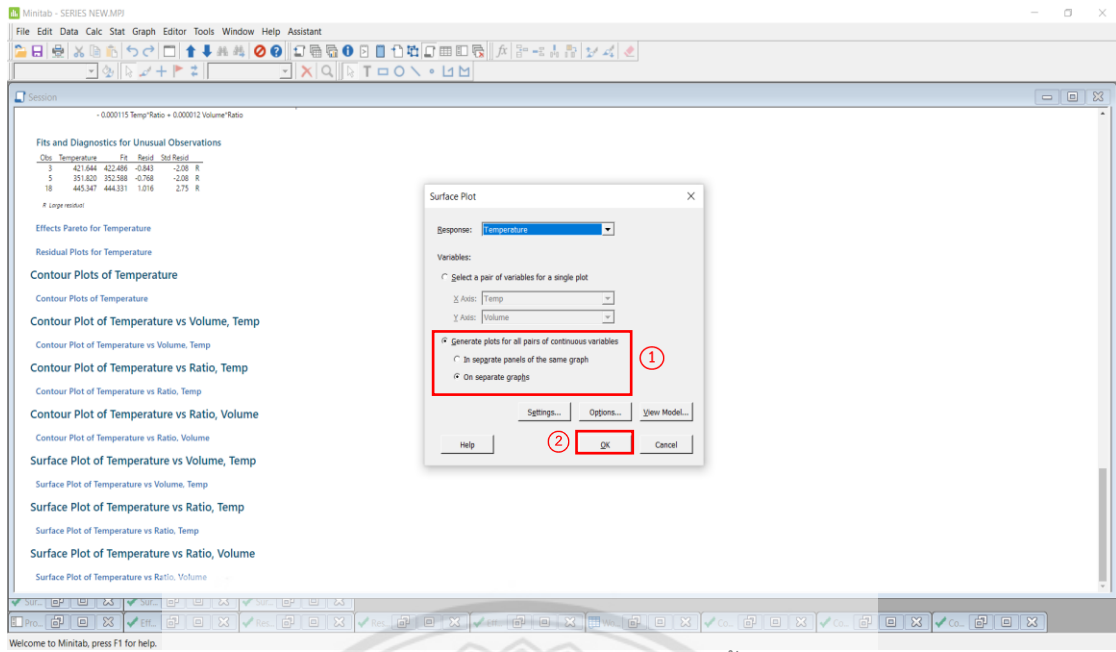 Minitab - SERIES NEW.MPJ
File Edit Data Calc Stat Graph Editor Tools Window Help Assistant
Session
- 0.000115 Temp*Ratio + 0.000012 Volume*Ratio
Fits and Diagnostics for Unusual Observations
Obs Temperature Fit Resid Std Resid
3 421.644 422.486 -0.843 -2.08 R
5 351.820 352.588 -0.768 -2.08 R
18 445.347 444.331 1.016 2.75 R
R Large residual
Effects Pareto for Temperature
Residual Plots for Temperature
Contour Plots of Temperature
Contour Plots of Temperature
Contour Plot of Temperature vs Volume, Temp
Contour Plot of Temperature vs Volume, Temp
Contour Plot of Temperature vs Ratio, Temp
Contour Plot of Temperature vs Ratio, Temp
Contour Plot of Temperature vs Ratio, Volume
Contour Plot of Temperature vs Ratio, Volume
Surface Plot of Temperature vs Volume, Temp
Surface Plot of Temperature vs Volume, Temp
Surface Plot of Temperature vs Ratio, Temp
Surface Plot of Temperature vs Ratio, Temp
Surface Plot of Temperature vs Ratio, Volume
Surface Plot of Temperature vs Ratio, Volume
Surface Plot
Response: Temperature
Variables:
Select a pair of variables for a single plot
X Axis: Temp
Y Axis: Volume
Generate plots for all pairs of continuous variables
In separate panels of the same graph
On separate graphs
1
Settings... Options... View Model...
Help 2 OK Cancel
Sur... Sur... Sur...
Pro... Eff... Res... Res... Eff... Co... Co... Co...
Welcome to Minitab, press F1 for help.